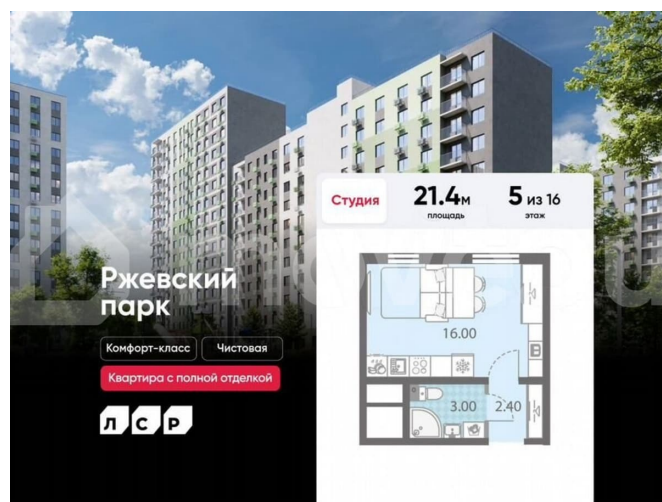 Студия
21.4м
площадь
5 из 16
этаж
Ржевский
парк
Комфорт-класс
Чистовая
Квартира с полной отделкой
ЛСР
16.00
3.00
2.40